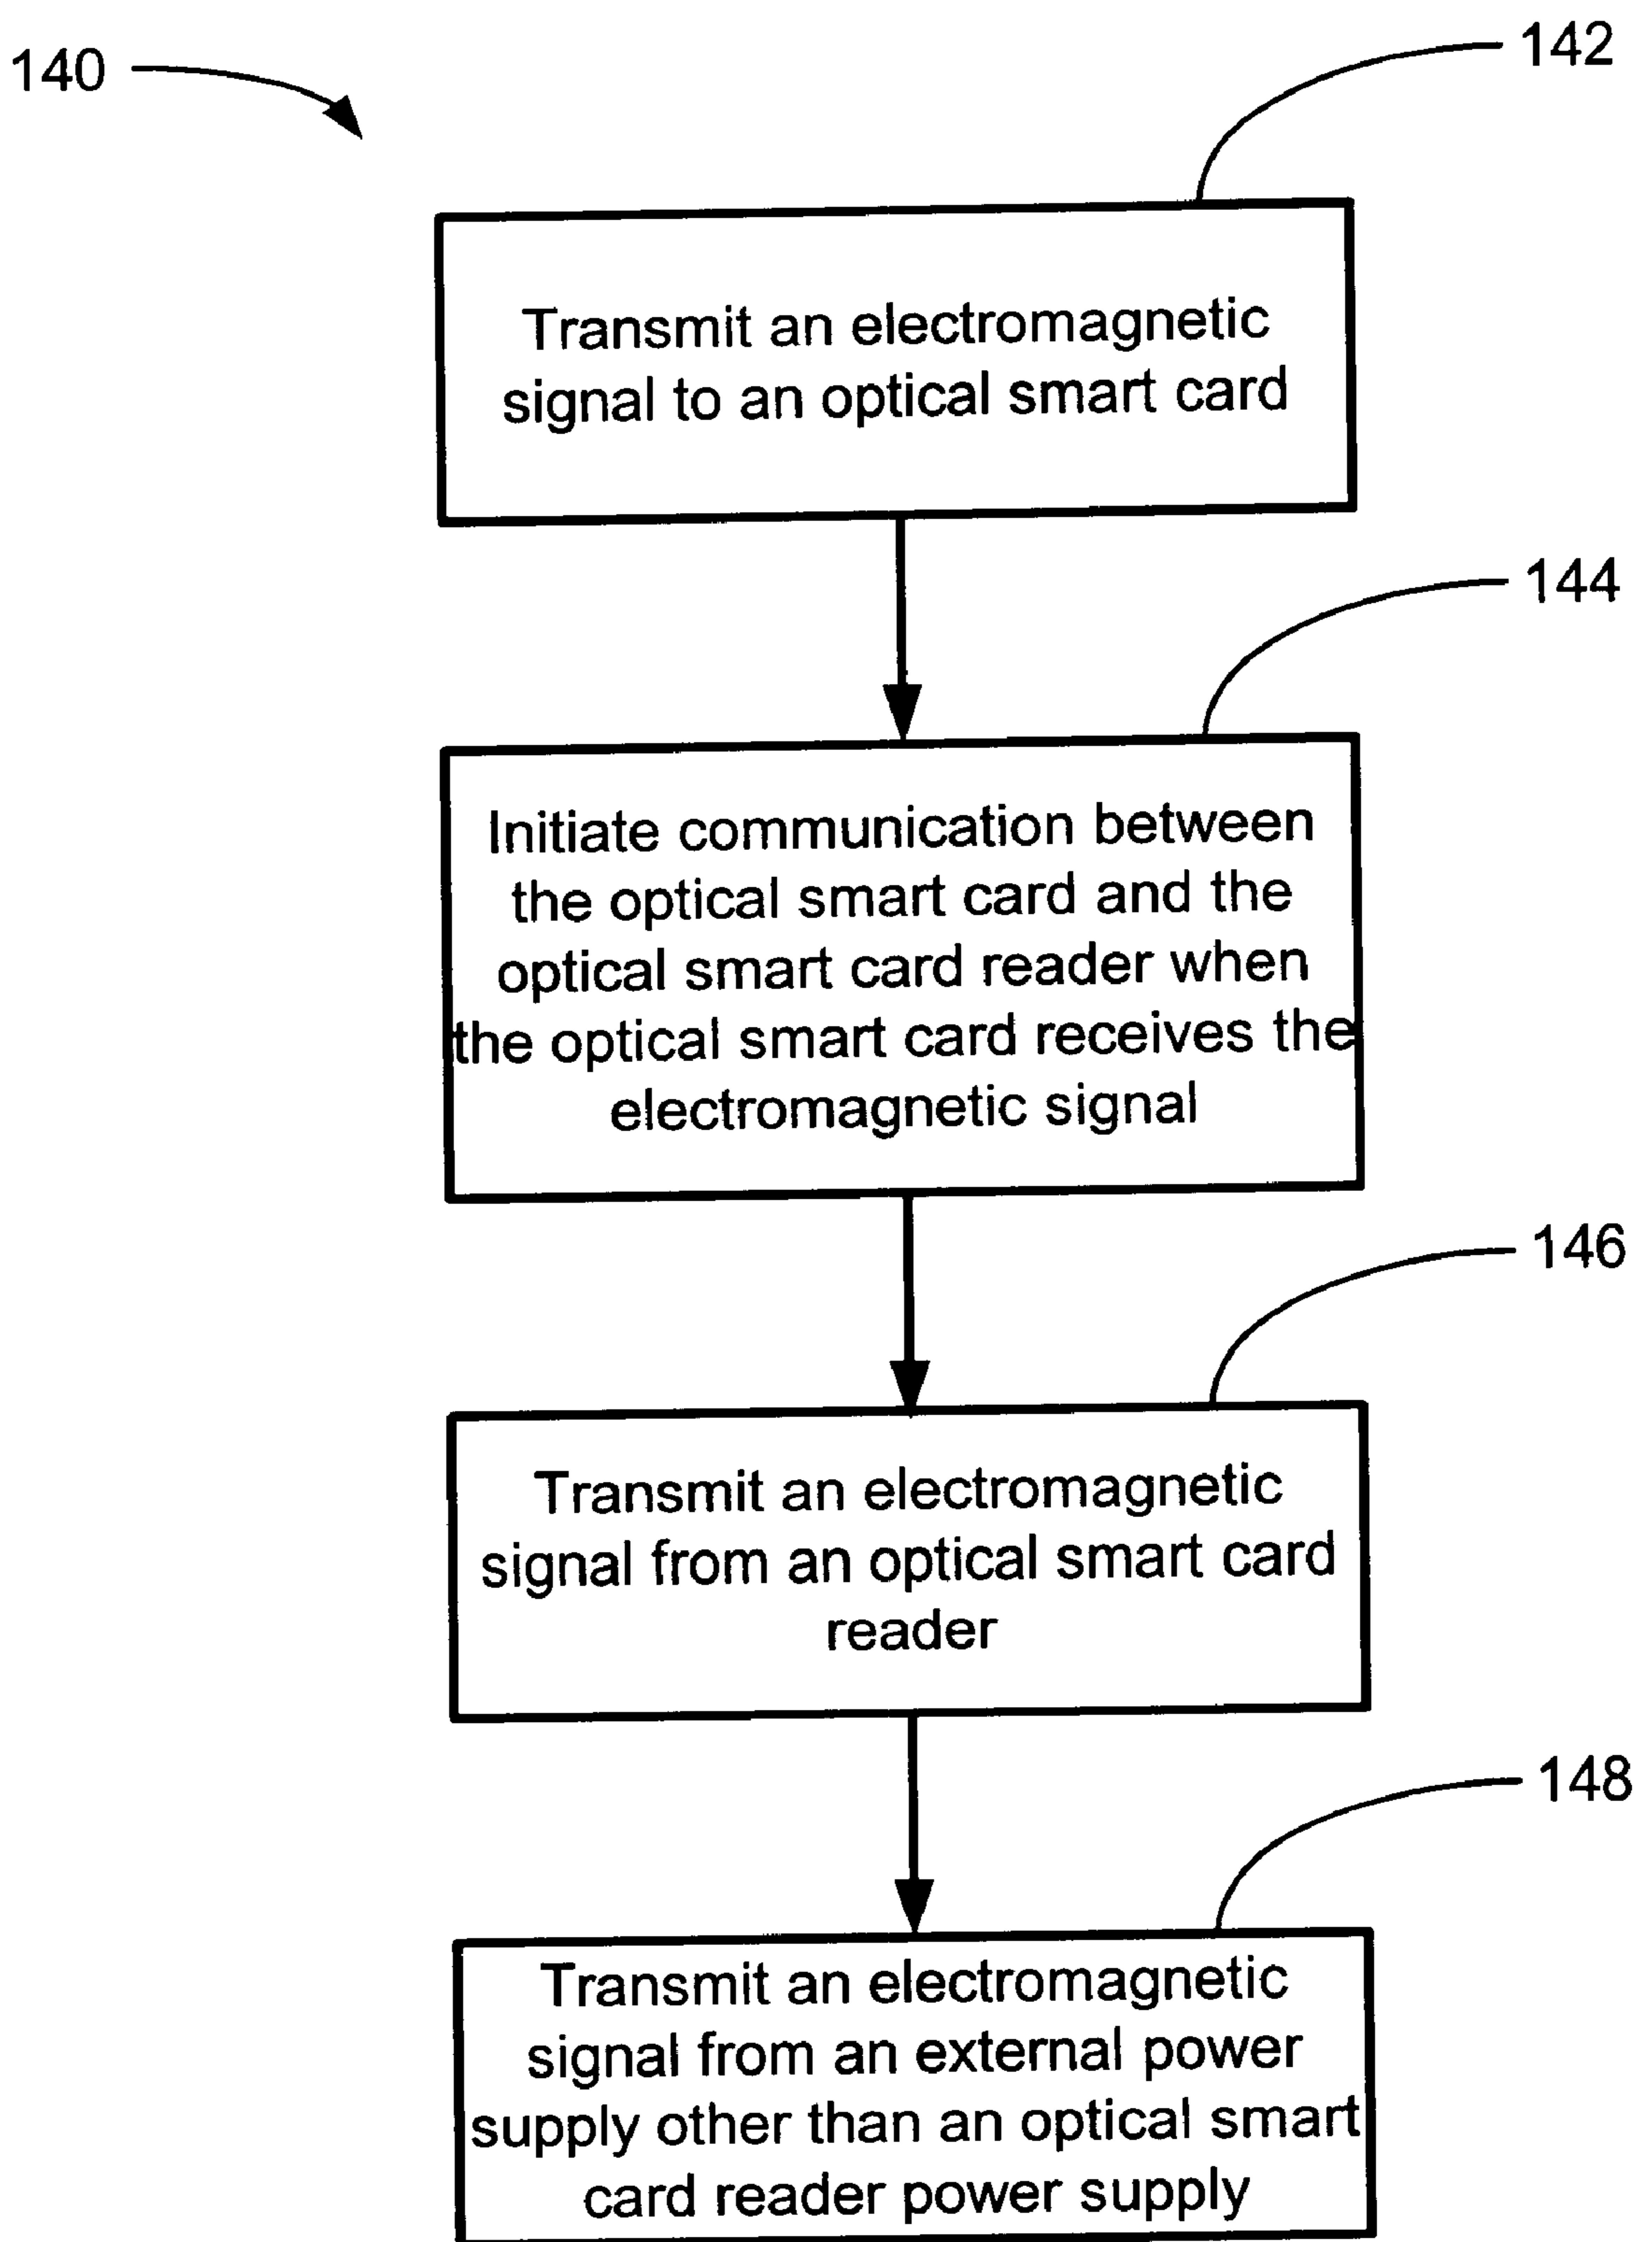 140
142
Transmit an electromagnetic
signal to an optical smart card
144
Initiate communication between
the optical smart card and the
optical smart card reader when
the optical smart card receives the
electromagnetic signal
146
Transmit an electromagnetic
signal from an optical smart card
reader
148
Transmit an electromagnetic
signal from an external power
supply other than an optical smart
card reader power supply